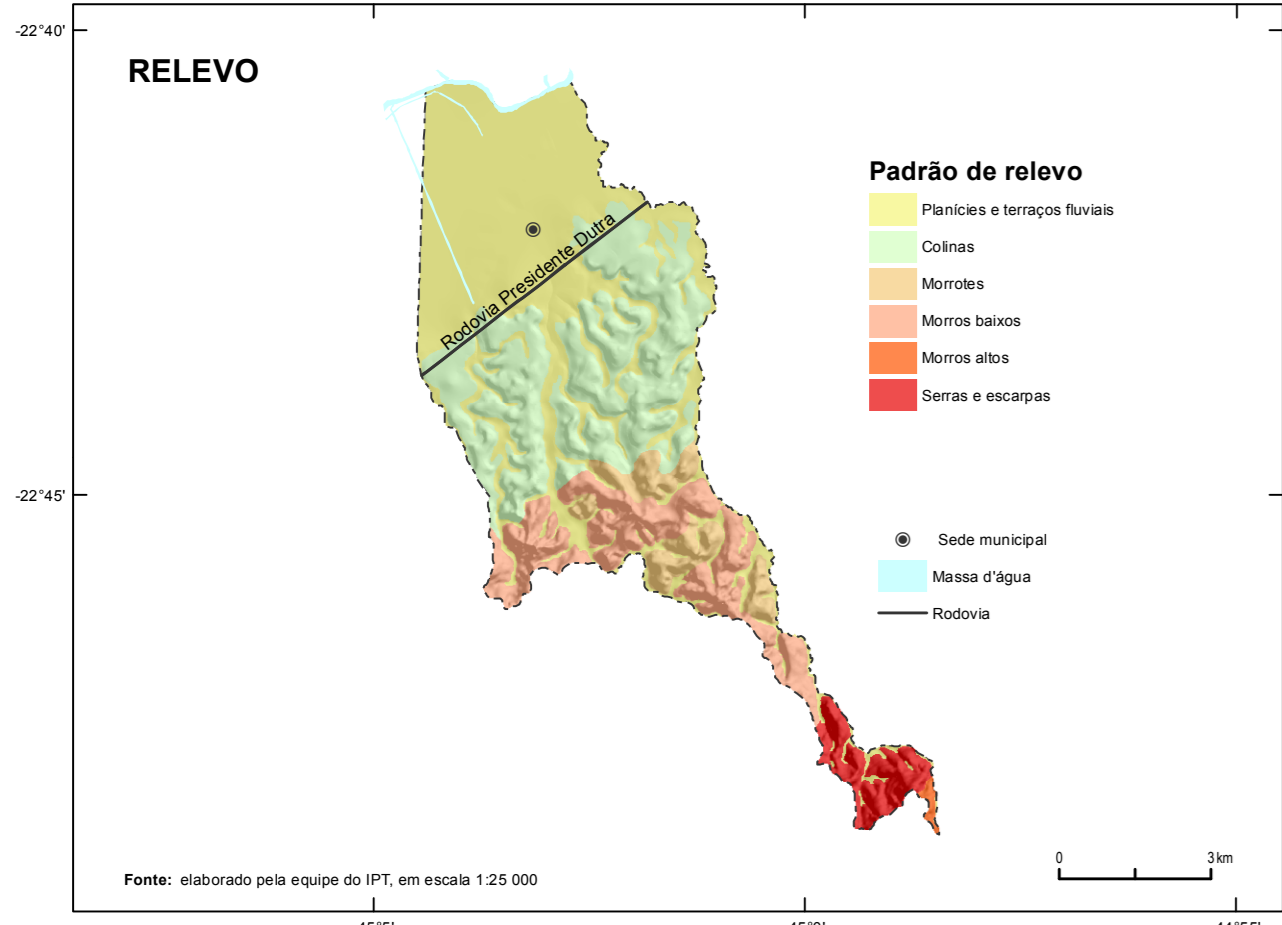 -22°40'
RELEVO
Padrão de relevo
Planícies e terraços fluviais
Colinas
Morrotes
Morros baixos
Morros altos
Serras e escarpas
Rodovia Presidente Dutra
-22°45'
Sede municipal
Massa d'água
Rodovia
0 3 km
Fonte: elaborado pela equipe do IPT, em escala 1:25 000